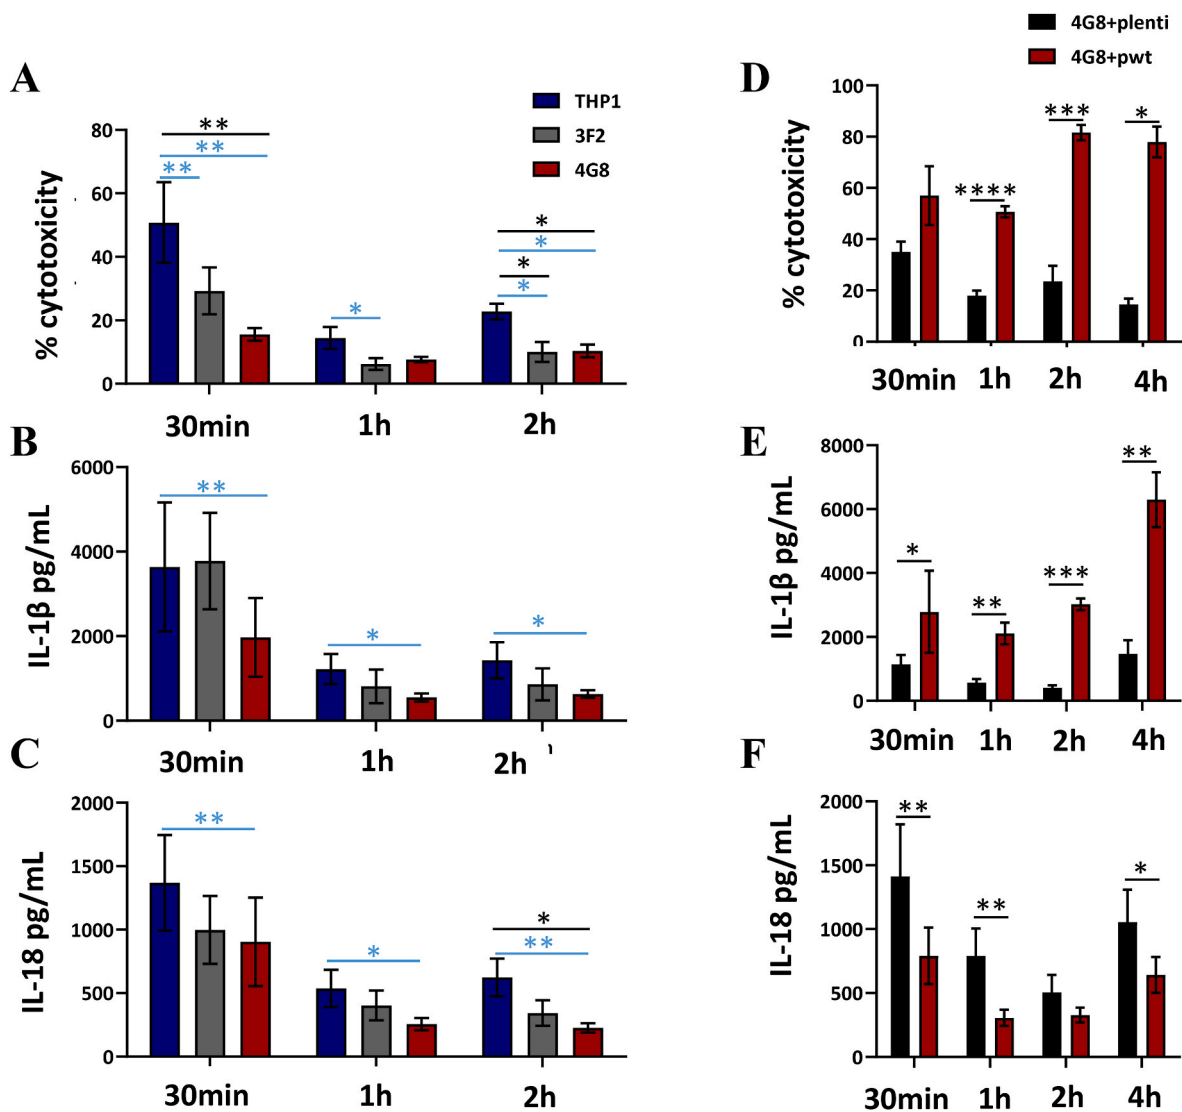 A
THP1
3F2
4G8
% cytotoxicity
80
60
40
20
0
**
**
**
*
*
*
*
*
30min 1h 2h
B
IL-1β pg/mL
6000
4000
2000
0
**
*
*
30min 1h 2h
C
IL-18 pg/mL
2000
1500
1000
500
0
**
*
*
**
30min 1h 2h
4G8+plenti
4G8+pwt
D
% cytotoxicity
100
80
60
40
20
0
****
***
*
30min 1h 2h 4h
E
IL-1β pg/mL
8000
6000
4000
2000
0
*
**
***
**
30min 1h 2h 4h
F
IL-18 pg/mL
2000
1500
1000
500
0
**
**
*
30min 1h 2h 4h